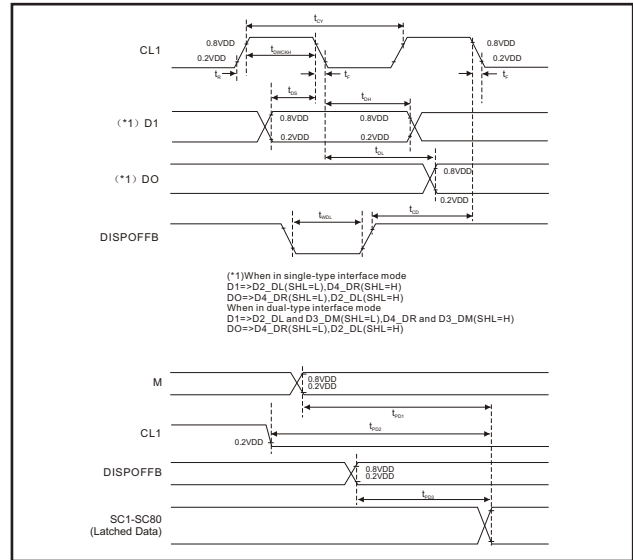 tCY
CL1
0.8VDD
0.8VDD
tDWCKH
0.2VDD
0.2VDD
tR
tF
tF
tDS
tDH
(*1) D1
0.8VDD
0.8VDD
0.2VDD
0.2VDD
tDL
(*1) DO
0.8VDD
0.2VDD
tCD
tWDL
DISPOFFB
(*1)When in single-type interface mode
D1=>D2_DL(SHL=L),D4_DR(SHL=H)
DO=>D4_DR(SHL=L),D2_DL(SHL=H)
When in dual-type interface mode
D1=>D2_DL and D3_DM(SHL=L),D4_DR and D3_DM(SHL=H)
DO=>D4_DR(SHL=L),D2_DL(SHL=H)
M
0.8VDD
0.2VDD
tPD1
CL1
tPD2
0.2VDD
DISPOFFB
0.8VDD
0.2VDD
tPD3
SC1-SC80
(Latched Data)